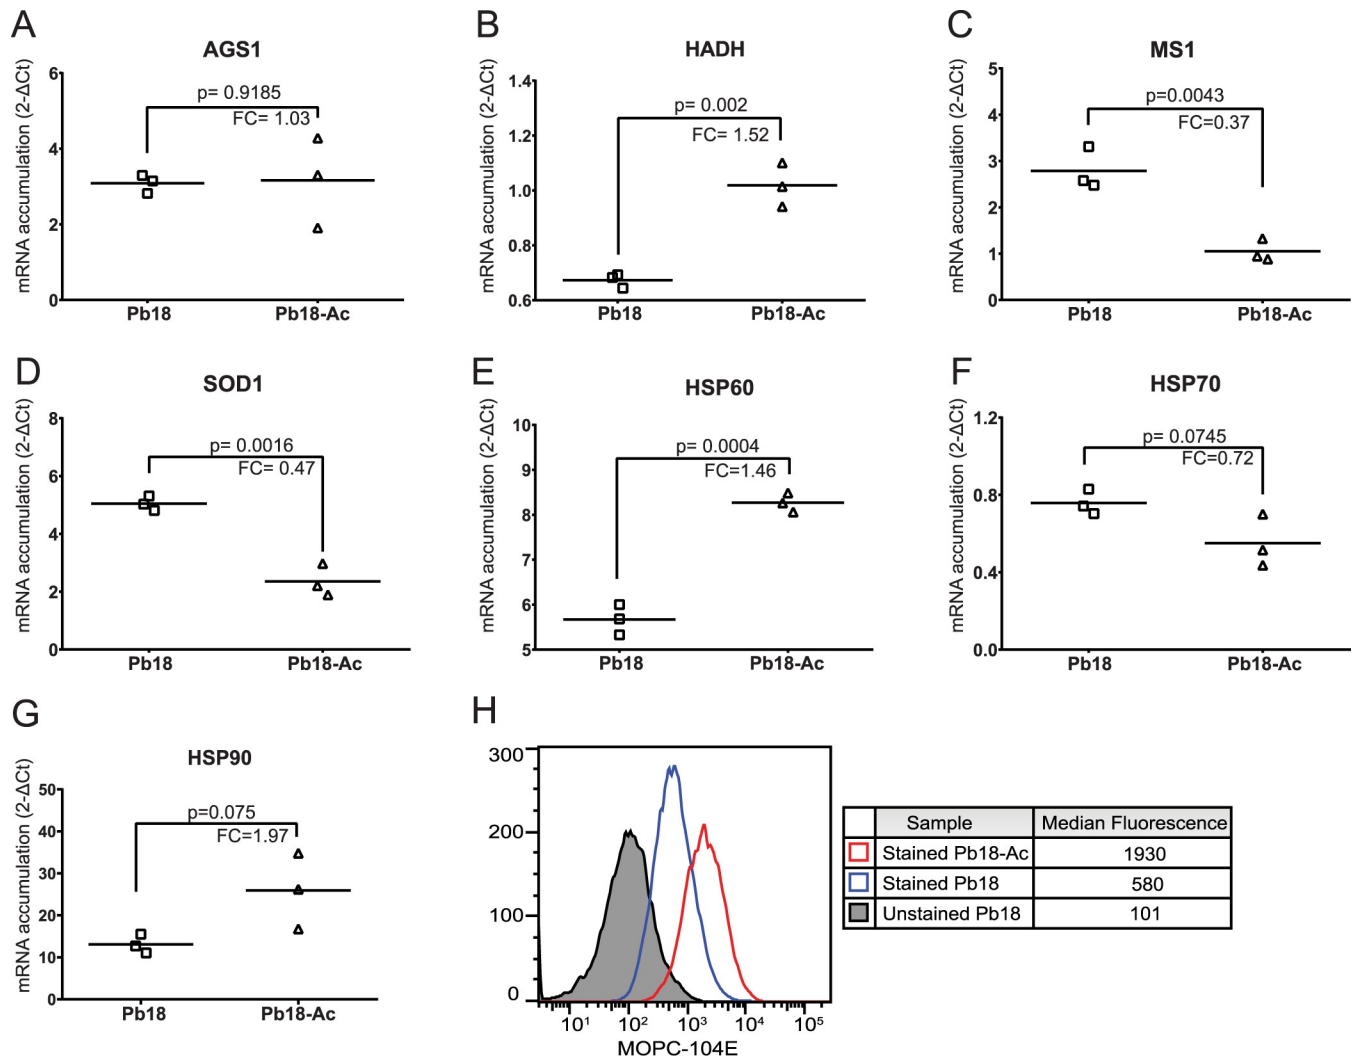 A
AGS1
mRNA accumulation (2-ΔCt)
6
4
2
0
p= 0.9185
FC= 1.03
Pb18
Pb18-Ac
B
HADH
mRNA accumulation (2-ΔCt)
1.4
1.2
1.0
0.8
0.6
p= 0.002
FC= 1.52
Pb18
Pb18-Ac
C
MS1
mRNA accumulation (2-ΔCt)
5
4
3
2
1
0
p=0.0043
FC=0.37
Pb18
Pb18-Ac
D
SOD1
mRNA accumulation (2-ΔCt)
8
6
4
2
0
p= 0.0016
FC= 0.47
Pb18
Pb18-Ac
E
HSP60
mRNA accumulation (2-ΔCt)
10
9
8
7
6
5
p= 0.0004
FC=1.46
Pb18
Pb18-Ac
F
HSP70
mRNA accumulation (2-ΔCt)
1.2
0.8
0.4
0.0
p= 0.0745
FC=0.72
Pb18
Pb18-Ac
G
HSP90
mRNA accumulation (2-ΔCt)
50
40
30
20
10
0
p=0.075
FC=1.97
Pb18
Pb18-Ac
H
300
200
100
0
10¹ 10² 10³ 10⁴ 10⁵
MOPC-104E
Sample Median Fluorescence
Stained Pb18-Ac 1930
Stained Pb18 580
Unstained Pb18 101